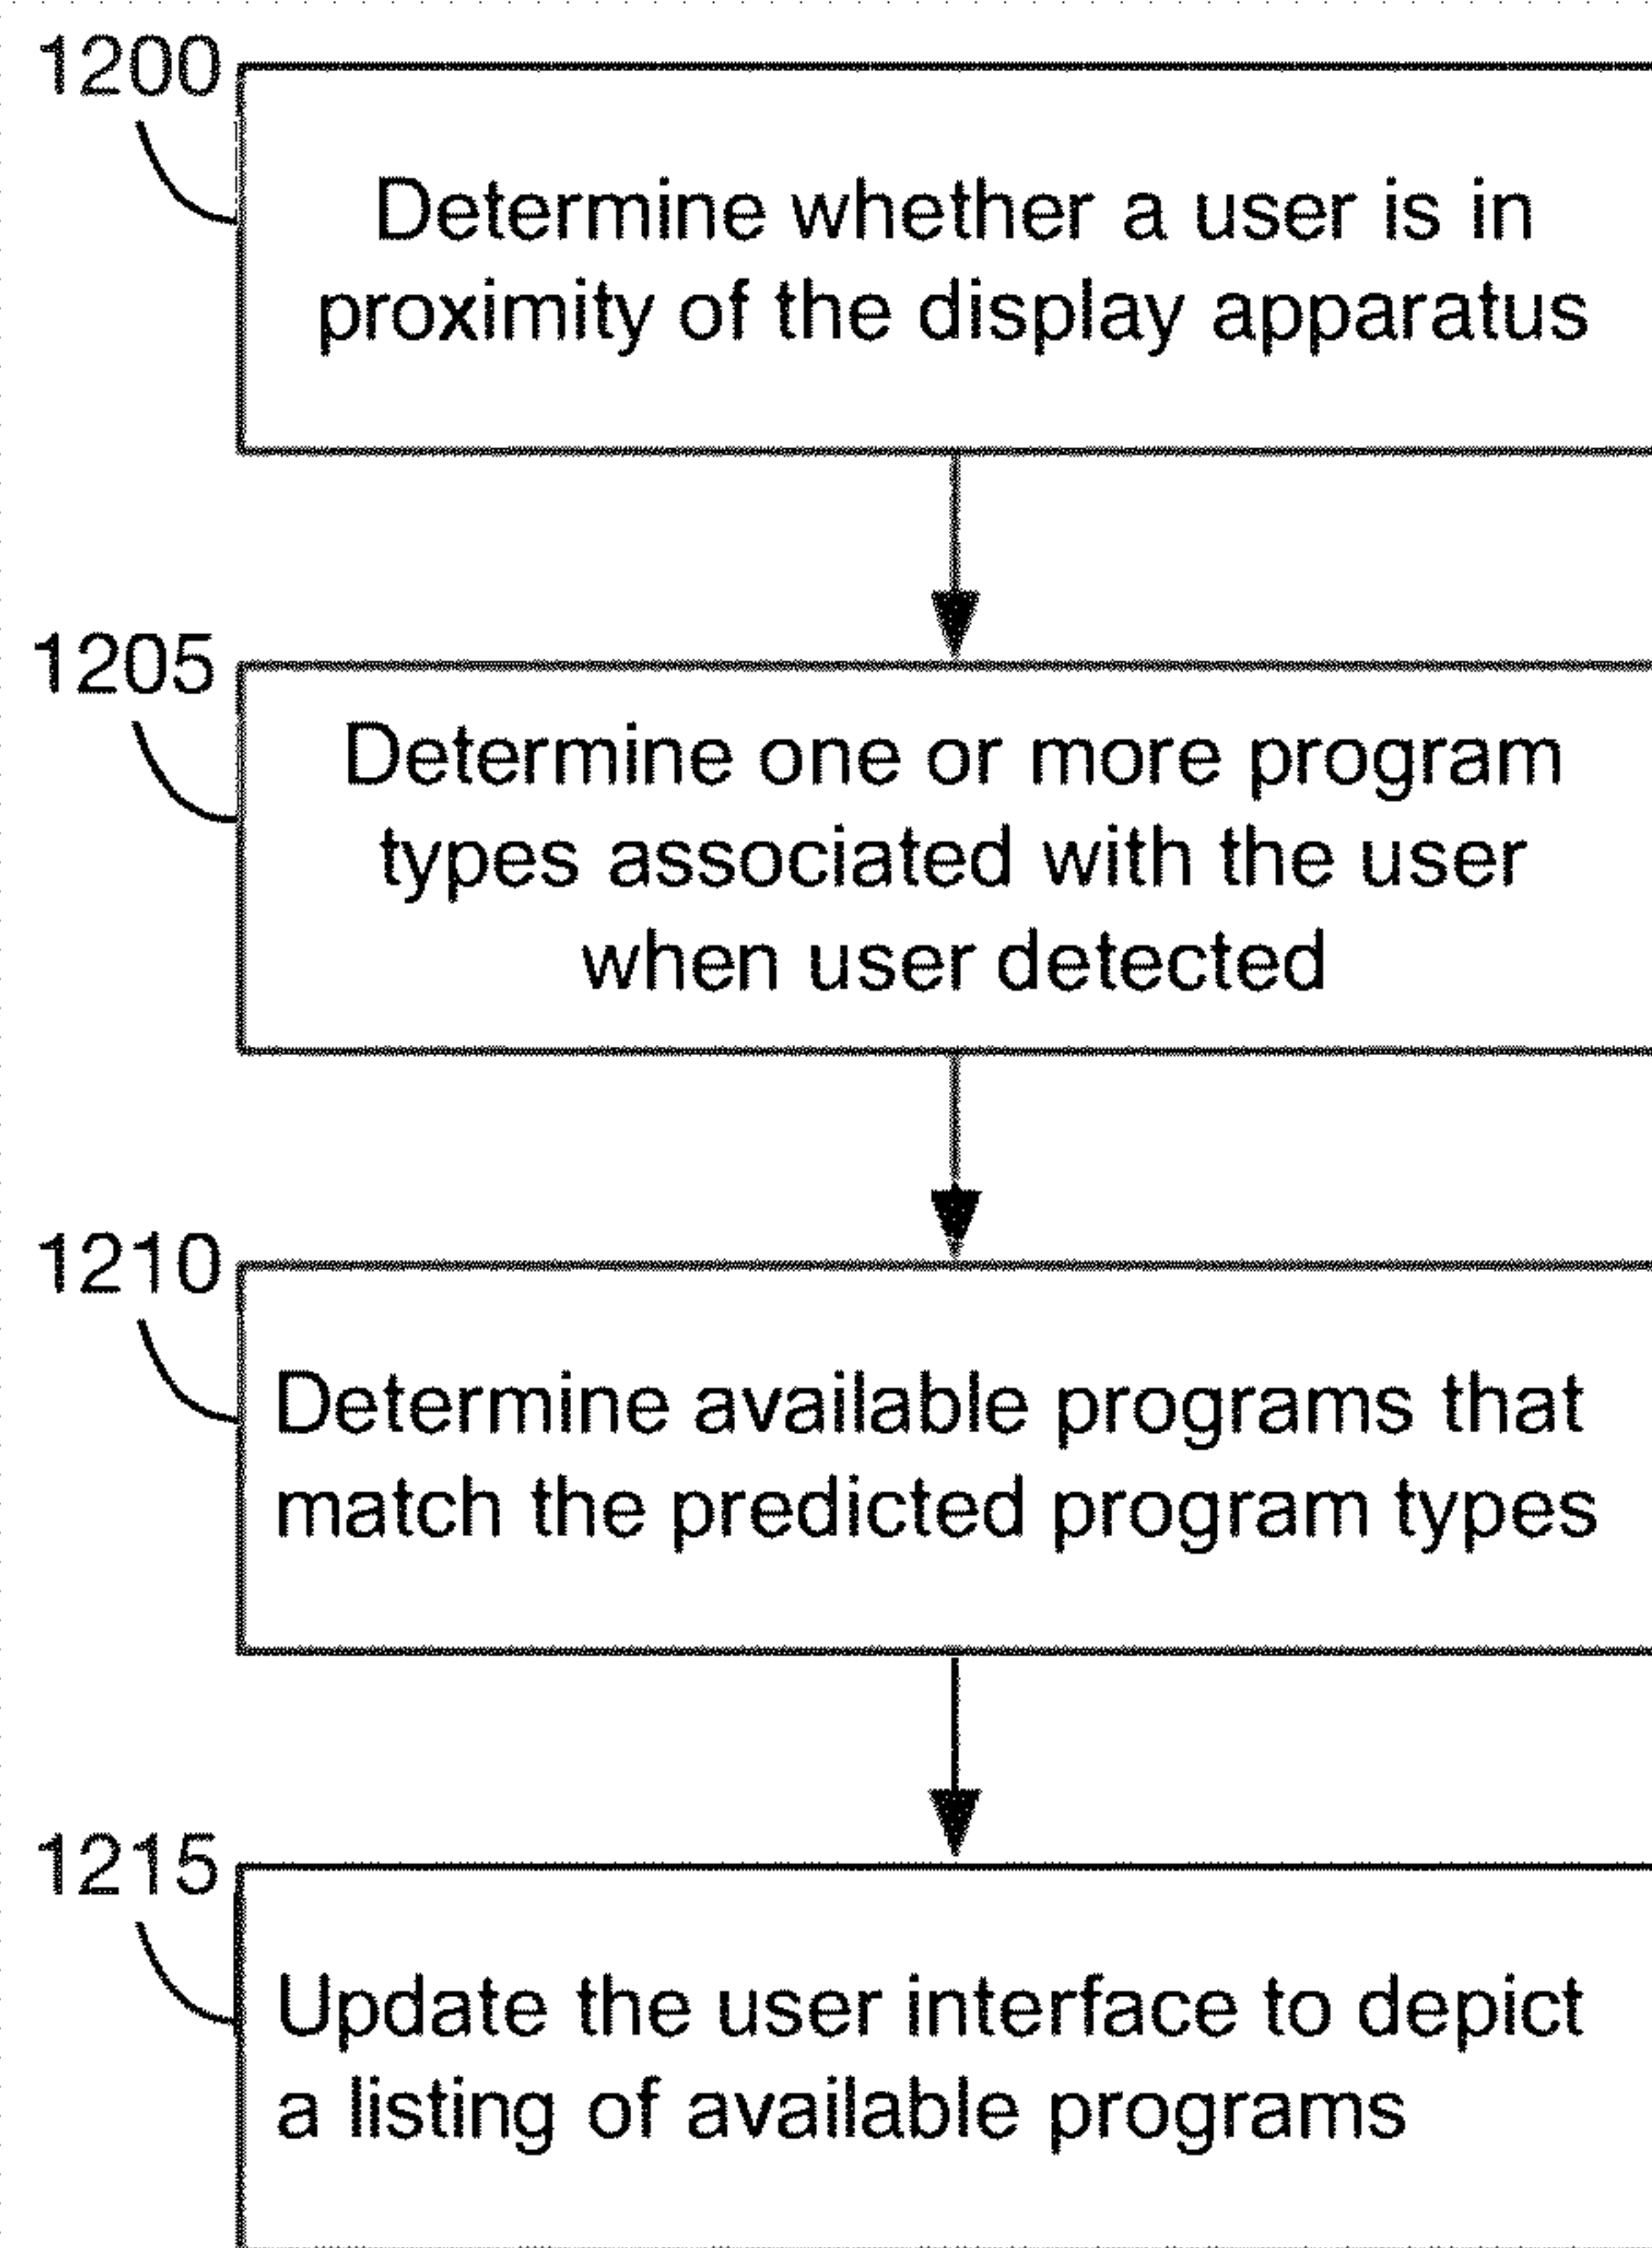 1200
Determine whether a user is in
proximity of the display apparatus
1205
Determine one or more program
types associated with the user
when user detected
1210
Determine available programs that
match the predicted program types
1215
Update the user interface to depict
a listing of available programs